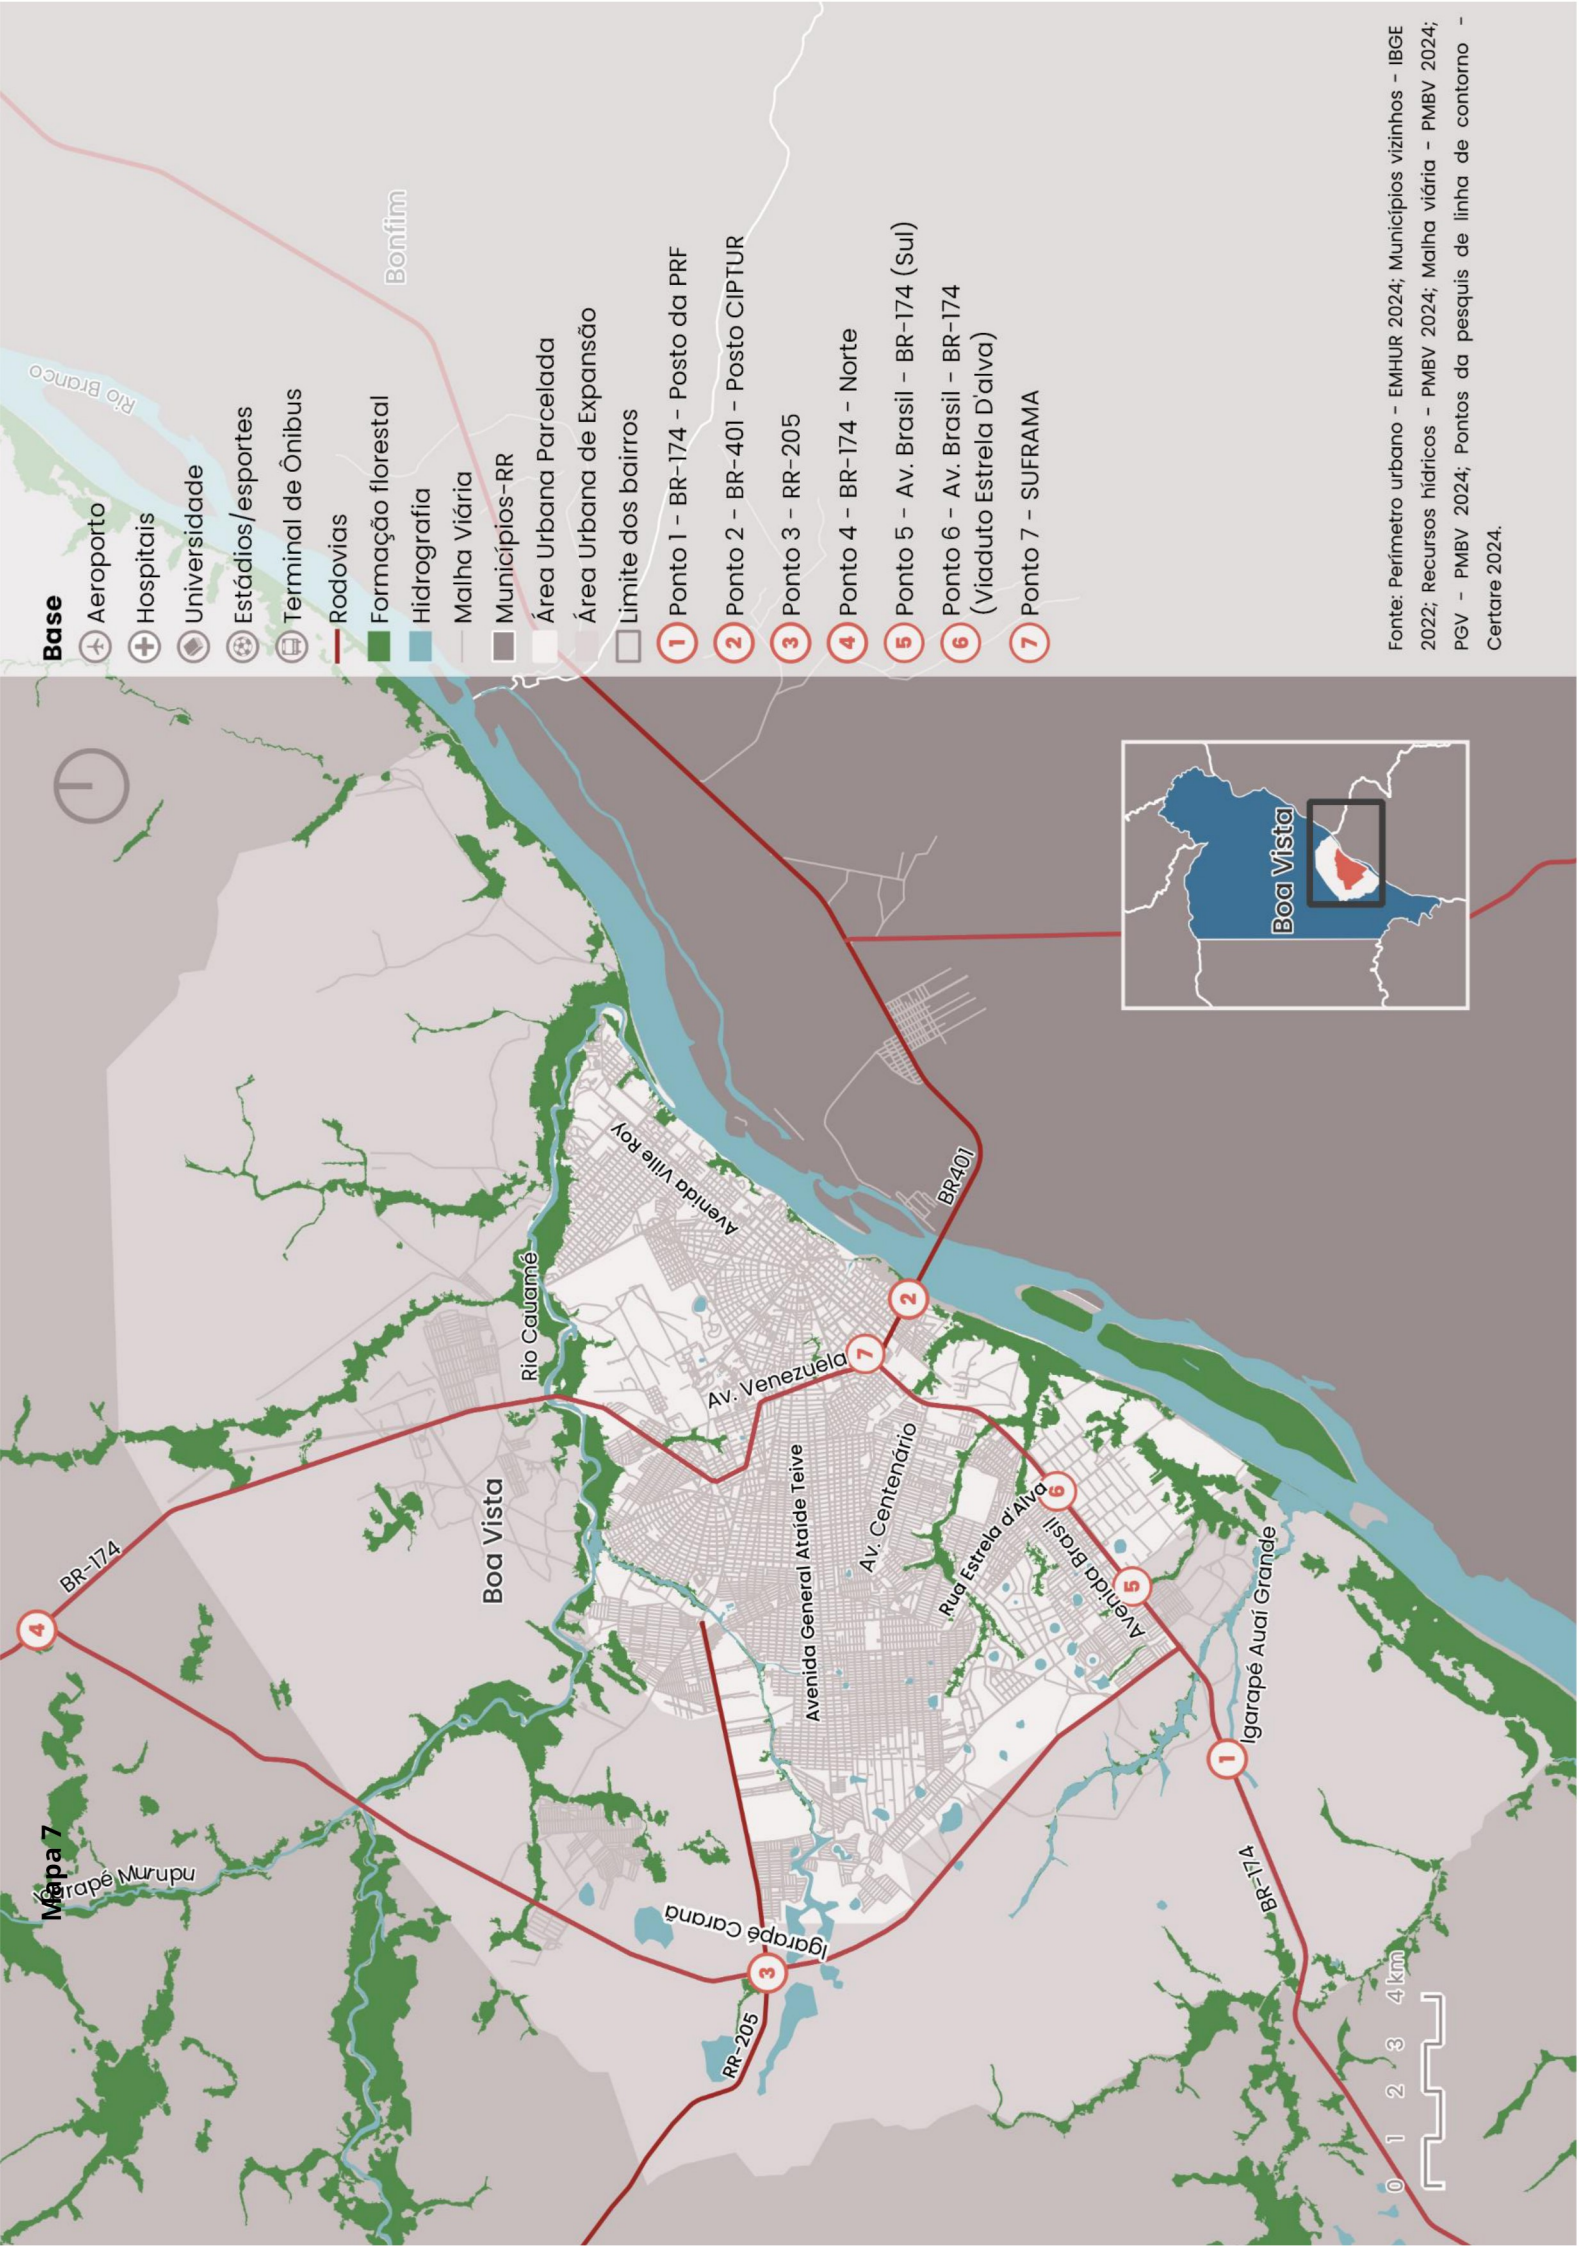 Mapa 7
Igarapé Murupu
BR-174
4
Boa Vista
Rio Cauamé
Avenida Ville Roy
Av. Venezuela
Avenida General Ataíde Teive
Av. Centenário
Rua Estrela d'Alva
Avenida Brasil
Igarapé Caranã
RR-205
3
7
2
BR401
6
5
1
Igarapé Auaí Grande
BR-174
0 1 2 3 4 km
Boa Vista
Rio Branco
Bonfim
Base
Aeroporto
Hospitais
Universidade
Estádios/esportes
Terminal de Ônibus
Rodovias
Formação florestal
Hidrografia
Malha Viária
Municípios-RR
Área Urbana Parcelada
Área Urbana de Expansão
Limite dos bairros
1 Ponto 1 - BR-174 - Posto da PRF
2 Ponto 2 - BR-401 - Posto CIPTUR
3 Ponto 3 - RR-205
4 Ponto 4 - BR-174 - Norte
5 Ponto 5 - Av. Brasil - BR-174 (Sul)
6 Ponto 6 - Av. Brasil - BR-174
(Viaduto Estrela D'alva)
7 Ponto 7 - SUFRAMA
Fonte: Perímetro urbano - EMHUR 2024; Municípios vizinhos - IBGE
2022; Recursos hídricos - PMBV 2024; Malha viária - PMBV 2024;
PGV - PMBV 2024; Pontos da pesquis de linha de contorno -
Certare 2024.